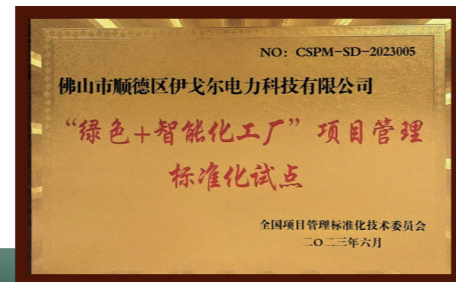 NO: CSPM-SD-2023005
佛山市顺德区伊戈尔电力科技有限公司
“绿色+智能化工厂”项目管理
标准化试点
全国项目管理标准化技术委员会
二〇二三年六月